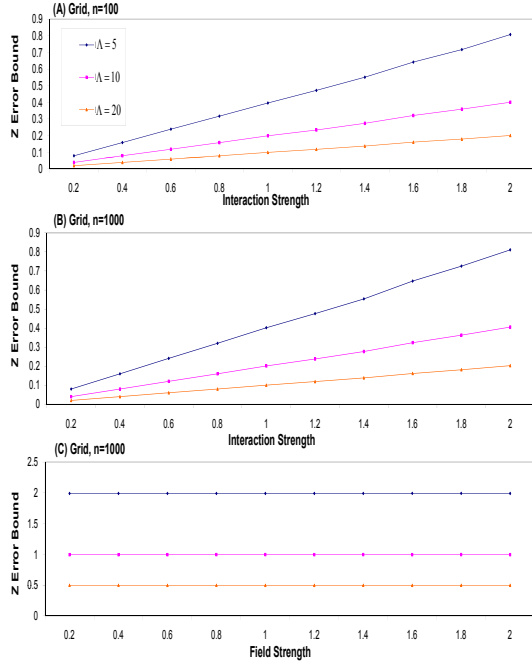 (A) Grid, n=100
Z Error Bound
0.9
0.8
0.7
0.6
0.5
0.4
0.3
0.2
0.1
0
Λ = 5
Λ = 10
Λ = 20
0.2 0.4 0.6 0.8 1 1.2 1.4 1.6 1.8 2
Interaction Strength
(B) Grid, n=1000
Z Error Bound
0.9
0.8
0.7
0.6
0.5
0.4
0.3
0.2
0.1
0
0.2 0.4 0.6 0.8 1 1.2 1.4 1.6 1.8 2
Interaction Strength
(C) Grid, n=1000
Z Error Bound
2.5
2
1.5
1
0.5
0
0.2 0.4 0.6 0.8 1 1.2 1.4 1.6 1.8 2
Field Strength